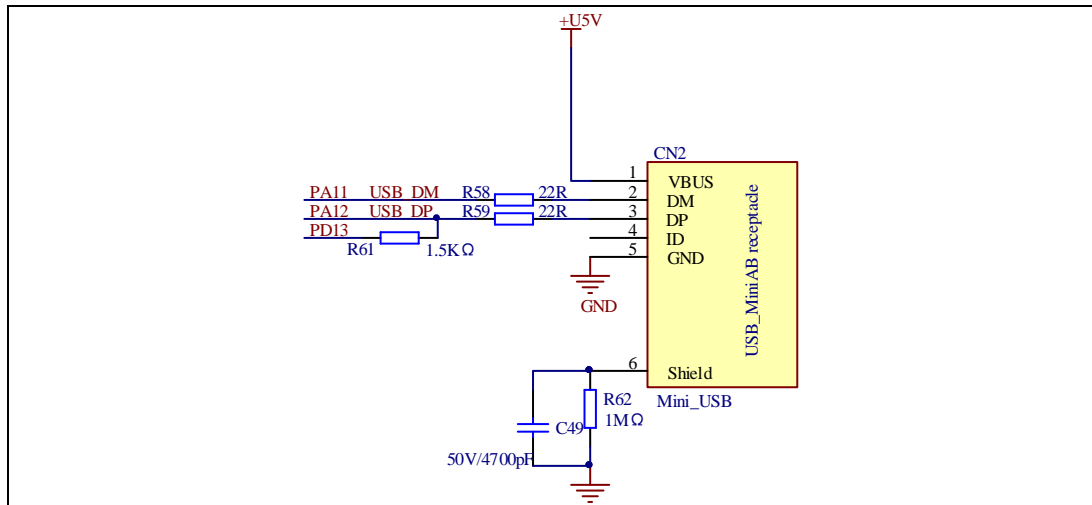 +U5V
CN2
1 VBUS
PA11 USB_DM R58 22R 2 DM
PA12 USB_DP R59 22R 3 DP
PD13 4 ID
R61 1.5KΩ 5 GND
GND
USB_MiniAB receptacle
6 Shield
Mini_USB
R62
1MΩ
C49
50V/4700pF